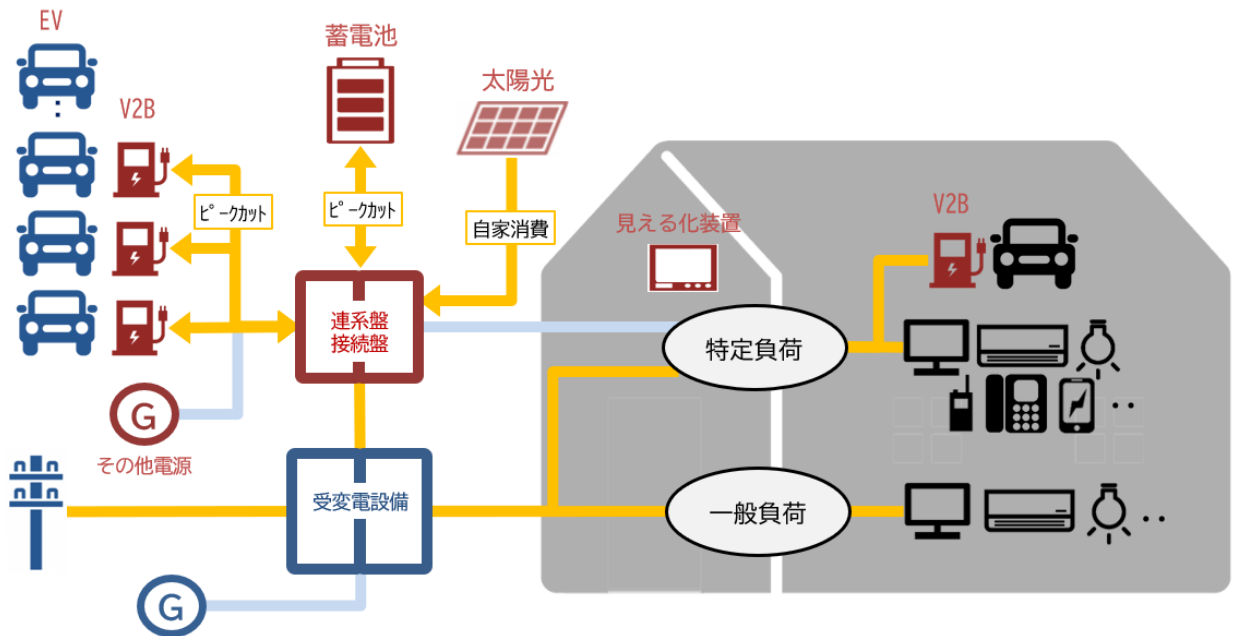 EV
蓄電池
太陽光
V2B
ﾋﾟｰｸカット
ﾋﾟｰｸカット
自家消費
見える化装置
V2B
連系盤
接続盤
特定負荷
‥
G
その他電源
受変電設備
一般負荷
‥
G